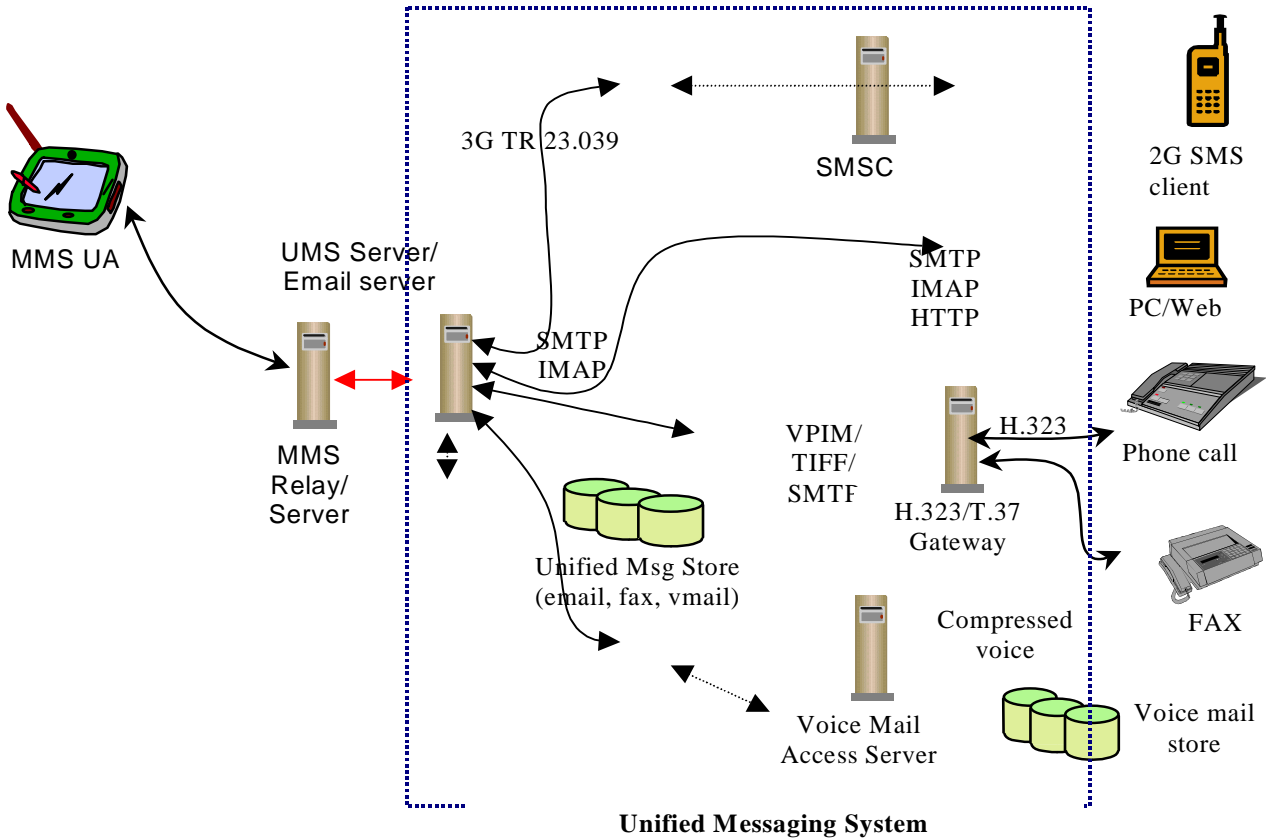 3G TR 23.039
SMSC
2G SMS
client
MMS UA
UMS Server/
Email server
SMTP
IMAP
HTTP
PC/Web
SMTP
IMAP
MMS
Relay/
Server
VPIM/
TIFF/
H.323
Phone call
H.323/T.37
Gateway
Unified Msg Store
(email, fax, vmail)
FAX
Compressed
voice
Voice Mail
Access Server
Voice mail
store
Unified Messaging System